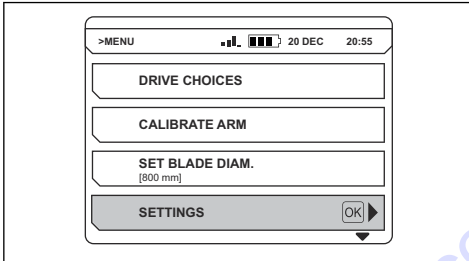 >MENU 20 DEC 20:55
DRIVE CHOICES
CALIBRATE ARM
SET BLADE DIAM.
[800 mm]
SETTINGS OK